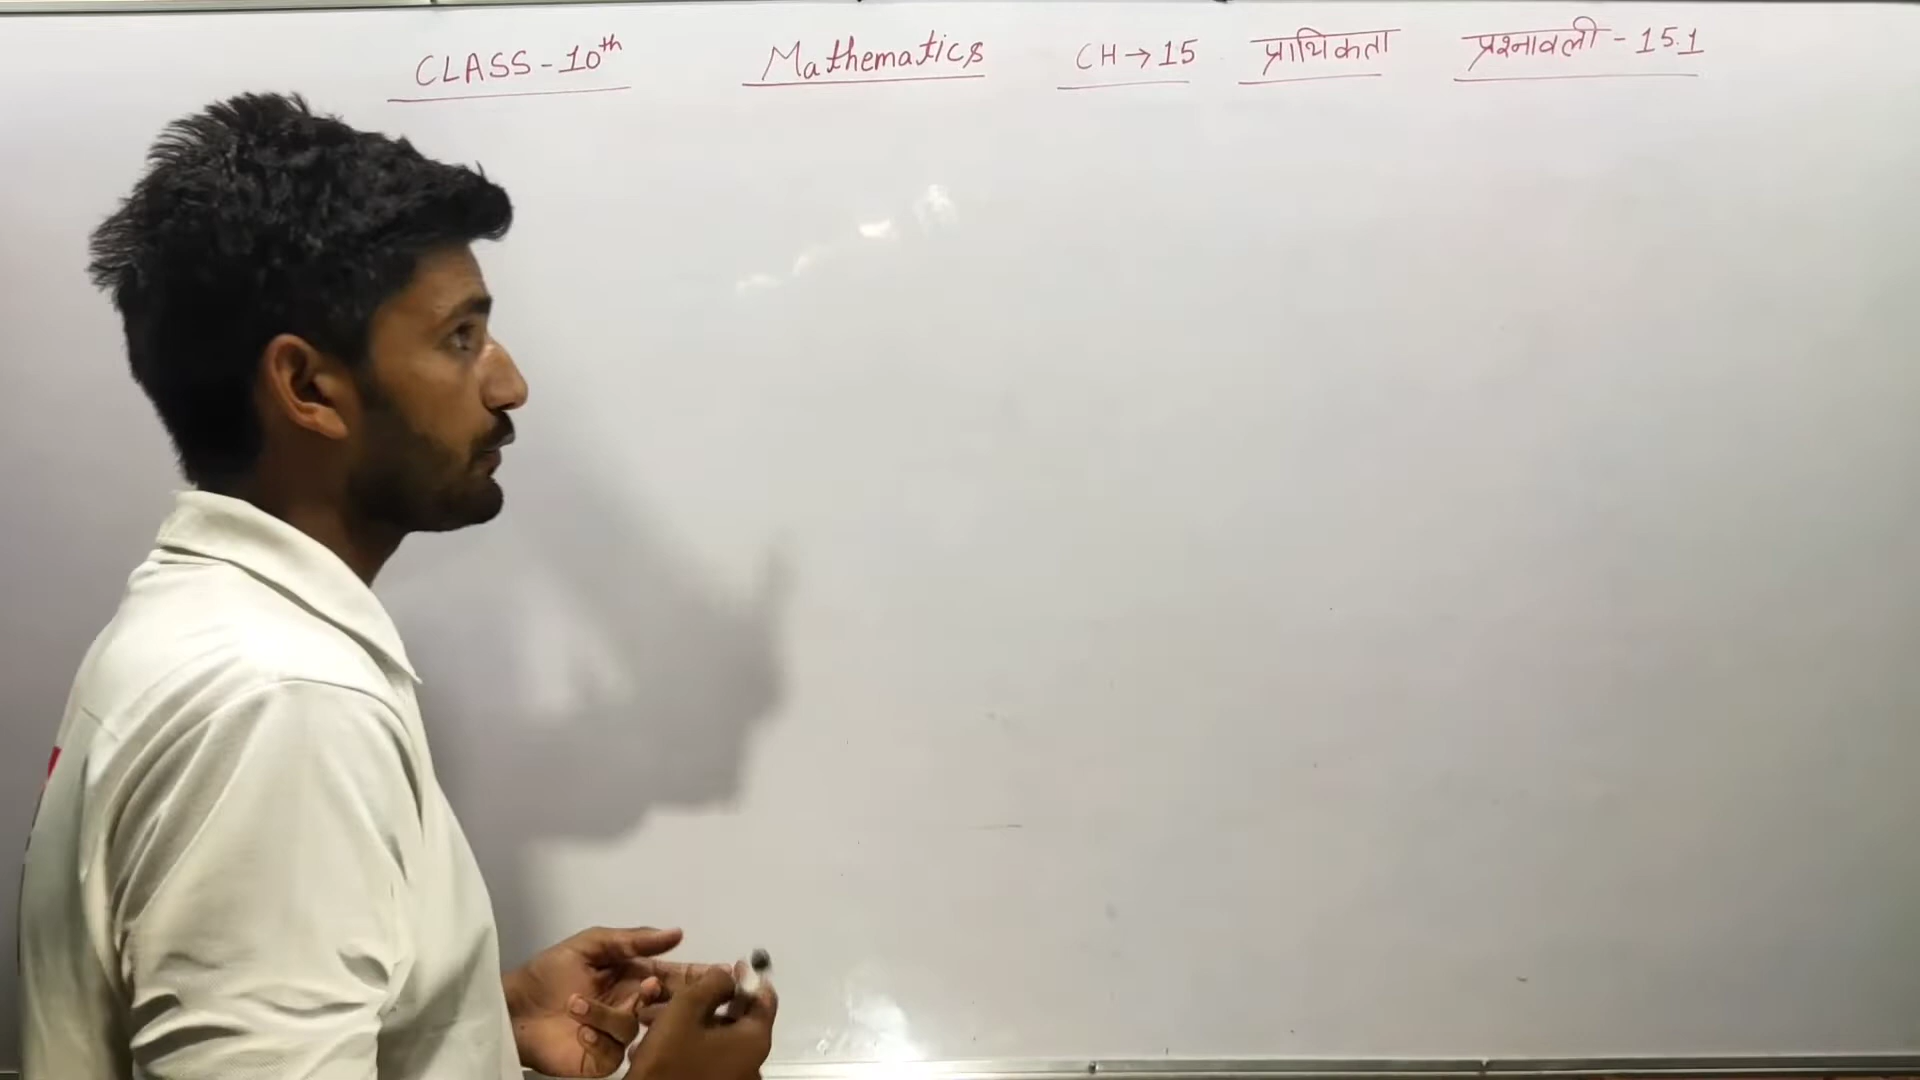 CLASS - 10th Mathematics CH → 15 प्रायिकता प्रश्नावली - 15.1